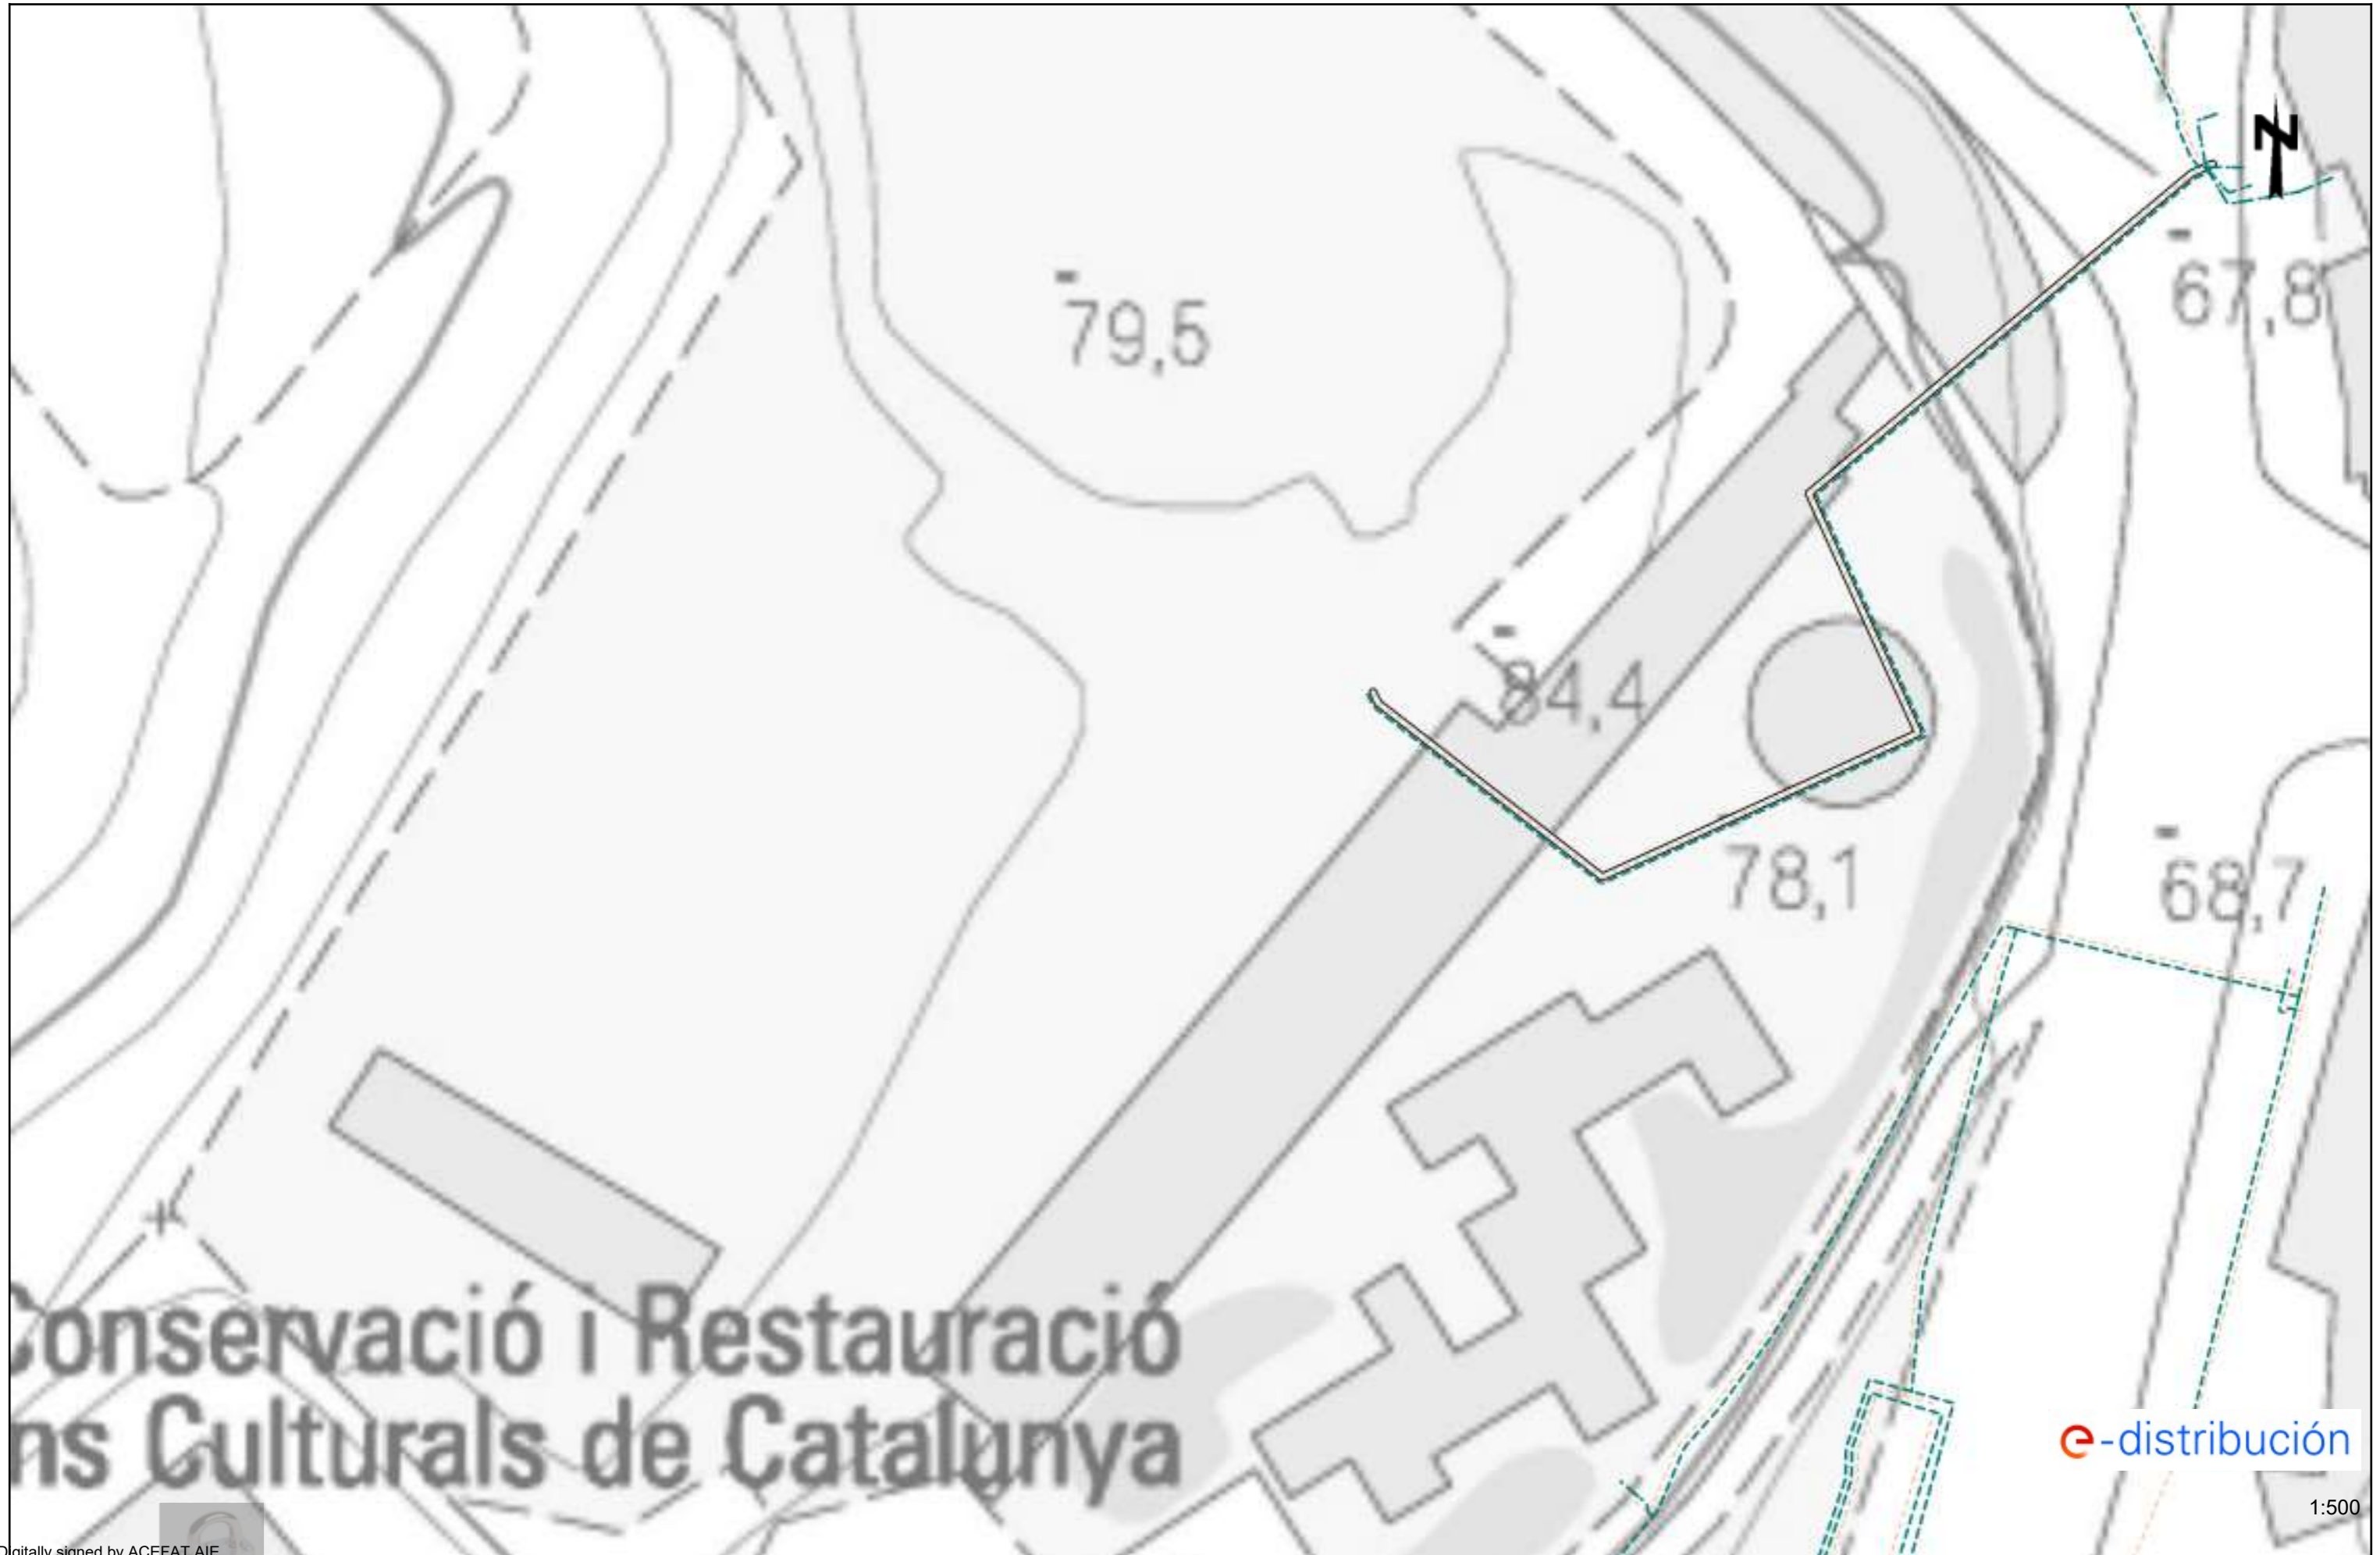 N
79,5
67,8
84,4
78,1
68,7
Conservació i Restauració
ns Culturals de Catalunya
e-distribución
1:500
Digitally signed by ACEFAT AIE